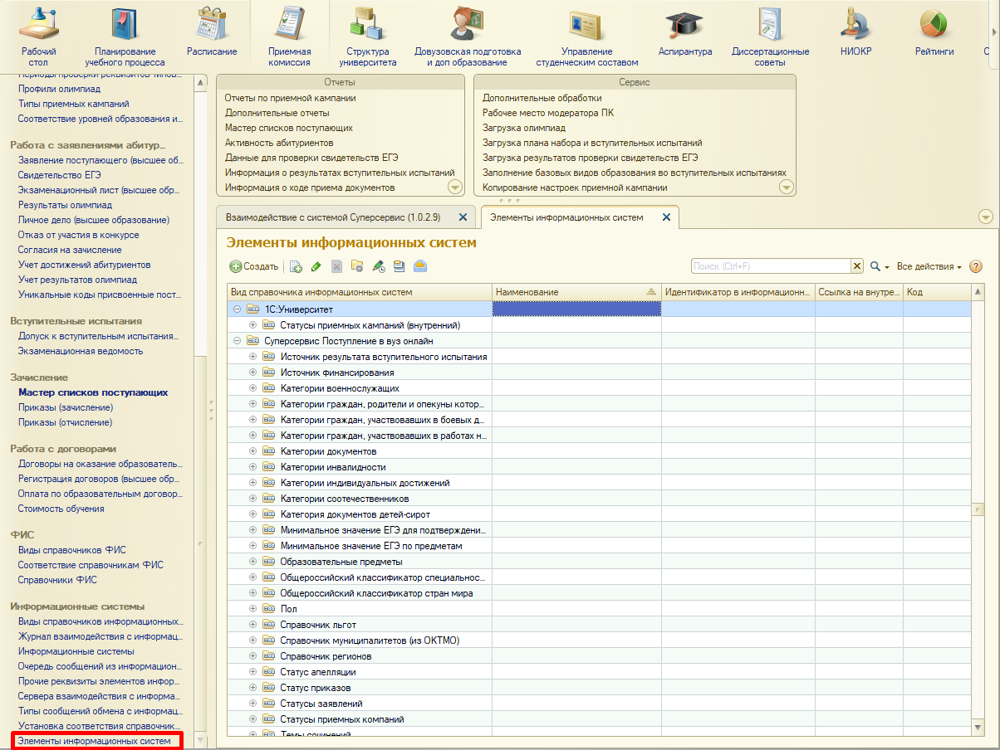 Рабочий
стол
Планирование
учебного процесса
Расписание
Приемная
комиссия
Структура
университета
Довузовская подготовка
и доп образование
Управление
студенческим составом
Аспирантура
Диссертационные
советы
НИОКР
Рейтинги
Периоды проверки реквизитов типов...
Профили олимпиад
Типы приемных кампаний
Соответствие уровней образования и...
Работа с заявлениями абитур...
Заявление поступающего (высшее об...
Свидетельство ЕГЭ
Экзаменационный лист (высшее обр...
Результаты олимпиад
Личное дело (высшее образование)
Отказ от участия в конкурсе
Согласия на зачисление
Учет достижений абитуриентов
Учет результатов олимпиад
Уникальные коды присвоенные пост...
Вступительные испытания
Допуск к вступительным испытания...
Экзаменационная ведомость
Зачисление
Мастер списков поступающих
Приказы (зачисление)
Приказы (отчисление)
Работа с договорами
Договоры на оказание образователь...
Регистрация договоров (высшее обр...
Оплата по образовательным договор...
Стоимость обучения
ФИС
Виды справочников ФИС
Соответствие справочникам ФИС
Справочники ФИС
Информационные системы
Виды справочников информационных...
Журнал взаимодействия с информац...
Информационные системы
Очередь сообщений из информацион...
Прочие реквизиты элементов инфор...
Сервера взаимодействия с информа...
Типы сообщений обмена с информац...
Установка соответствия справочник...
Элементы информационных систем
Отчеты
Отчеты по приемной кампании
Дополнительные отчеты
Мастер списков поступающих
Активность абитуриентов
Данные для проверки свидетельств ЕГЭ
Информация о результатах вступительных испытаний
Информация о ходе приема документов
Сервис
Дополнительные обработки
Рабочее место модератора ПК
Загрузка олимпиад
Загрузка плана набора и вступительных испытаний
Загрузка результатов проверки свидетельств ЕГЭ
Заполнение базовых видов образования во вступительных испытаниях
Копирование настроек приемной кампании
Взаимодействие с системой Суперсервис (1.0.2.9)
Элементы информационных систем
Элементы информационных систем
Создать
Поиск (Ctrl+F)
Все действия
Вид справочника информационных систем
Наименование
Идентификатор в информационн...
Ссылка на внутре...
Код
1С:Университет
Статусы приемных кампаний (внутренний)
Суперсервис Поступление в вуз онлайн
Источник результата вступительного испытания
Источник финансирования
Категории военнослужащих
Категории граждан, родители и опекуны котор...
Категории граждан, участвовавших в боевых д...
Категории граждан, участвовавших в работах н...
Категории документов
Категории инвалидности
Категории индивидуальных достижений
Категории соотечественников
Категория документов детей-сирот
Минимальное значение ЕГЭ для подтверждени...
Минимальное значение ЕГЭ по предметам
Образовательные предметы
Общероссийский классификатор специальнос...
Общероссийский классификатор стран мира
Пол
Справочник льгот
Справочник муниципалитетов (из ОКТМО)
Справочник регионов
Статус апелляции
Статус приказов
Статусы заявлений
Статусы приемных компаний
Темы сочинений